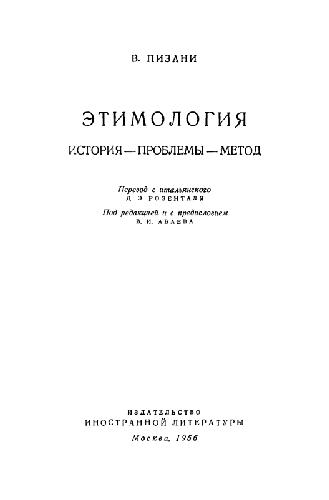 В. ПИЗАНИ
ЭТИМОЛОГИЯ
ИСТОРИЯ—ПРОБЛЕМЫ—МЕТОД
Перевод с итальянского
Д. Э. РОЗЕНТАЛЯ
Под редакцией и с предисловием
В. И. АБАЕВА
ИЗДАТЕЛЬСТВО
ИНОСТРАННОЙ ЛИТЕРАТУРЫ
Москва, 1956